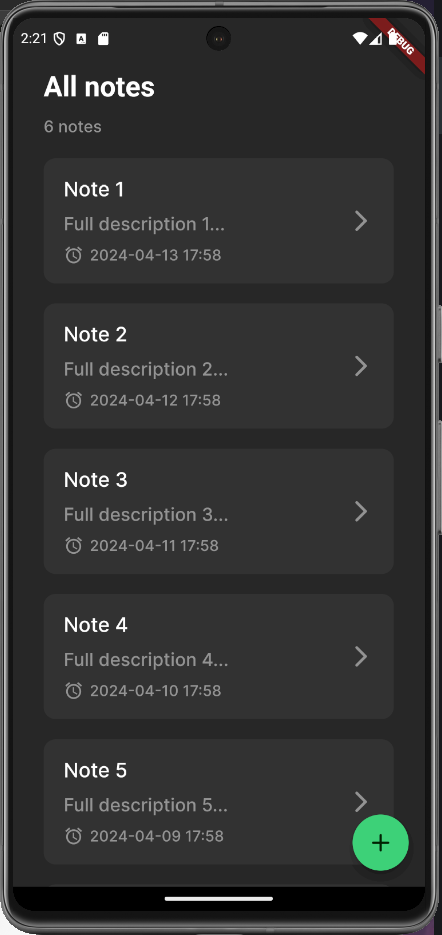 2:21
DEBUG
All notes
6 notes
Note 1
Full description 1...
2024-04-13 17:58
Note 2
Full description 2...
2024-04-12 17:58
Note 3
Full description 3...
2024-04-11 17:58
Note 4
Full description 4...
2024-04-10 17:58
Note 5
Full description 5...
2024-04-09 17:58